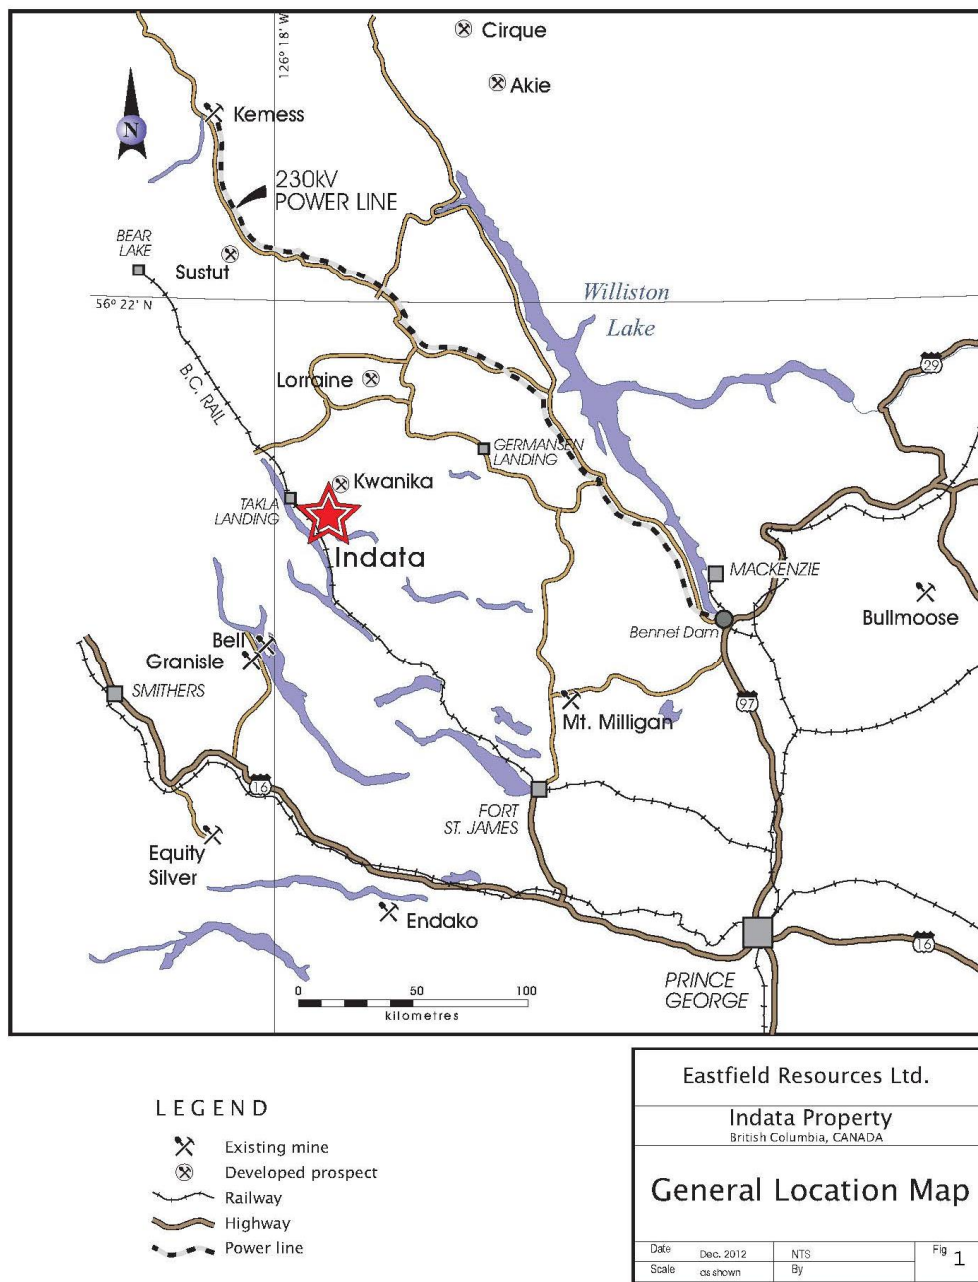 Cirque
126° 18' W
Akie
Kemess
N
230kV
POWER LINE
BEAR
LAKE
Sustut
Williston
Lake
56° 22' N
29
Lorraine
B.C. RAIL
GERMANSEN
LANDING
Kwanika
TAKLA
LANDING
Indata
MACKENZIE
Bullmoose
Bennet Dam
Bell
Granisle
SMITHERS
97
Mt. Milligan
16
FORT
ST. JAMES
Equity
Silver
Endako
16
PRINCE
GEORGE
0 50 100
kilometres
LEGEND
Existing mine
Developed prospect
Railway
Highway
Power line
Eastfield Resources Ltd.
Indata Property
British Columbia, CANADA
General Location Map
Date Dec. 2012 NTS Fig 1
Scale as shown By